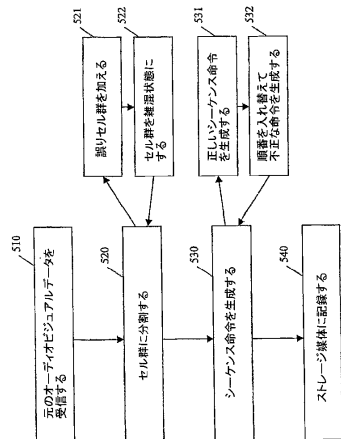 510
元のオーディオビジュアルデータを
受信する
520
セル群に分割する
521
誤りセル群を加える
522
セル群を雑混状態に
する
530
シーケンス命令を生成する
531
正しいシーケンス命令
を生成する
532
順番を入れ替えて
不正な命令を生成する
540
ストレージ媒体に記録する